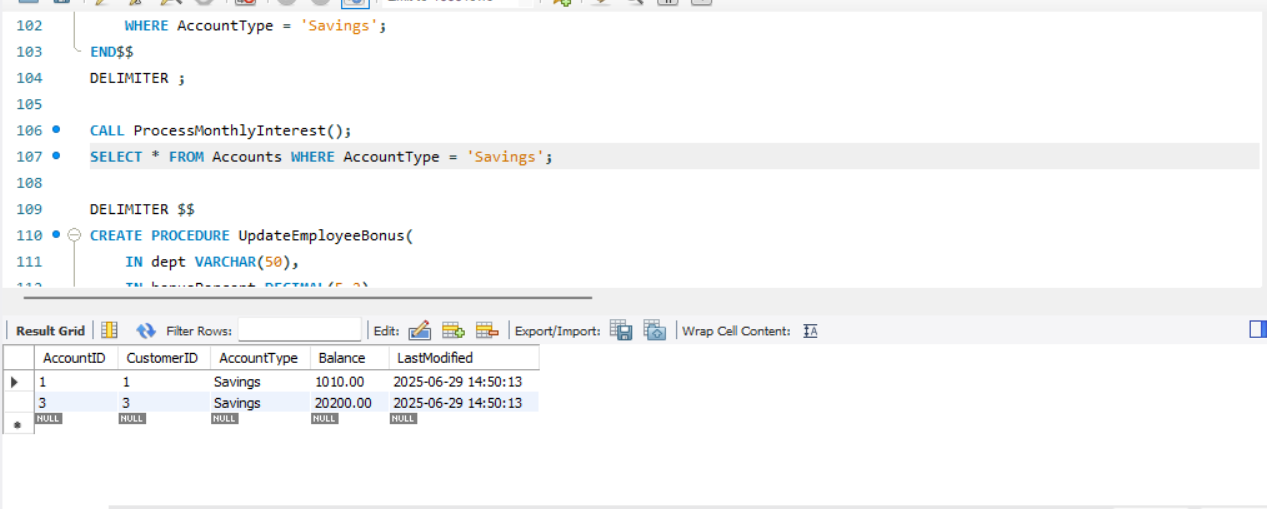 102 WHERE AccountType = 'Savings';
103 END$$
104 DELIMITER ;
105
106 CALL ProcessMonthlyInterest();
107 SELECT * FROM Accounts WHERE AccountType = 'Savings';
108
109 DELIMITER $$
110 CREATE PROCEDURE UpdateEmployeeBonus(
111 IN dept VARCHAR(50),
Result Grid Filter Rows: Edit: Export/Import: Wrap Cell Content: IA
AccountID CustomerID AccountType Balance LastModified
1 1 Savings 1010.00 2025-06-29 14:50:13
3 3 Savings 20200.00 2025-06-29 14:50:13
NULL NULL NULL NULL NULL